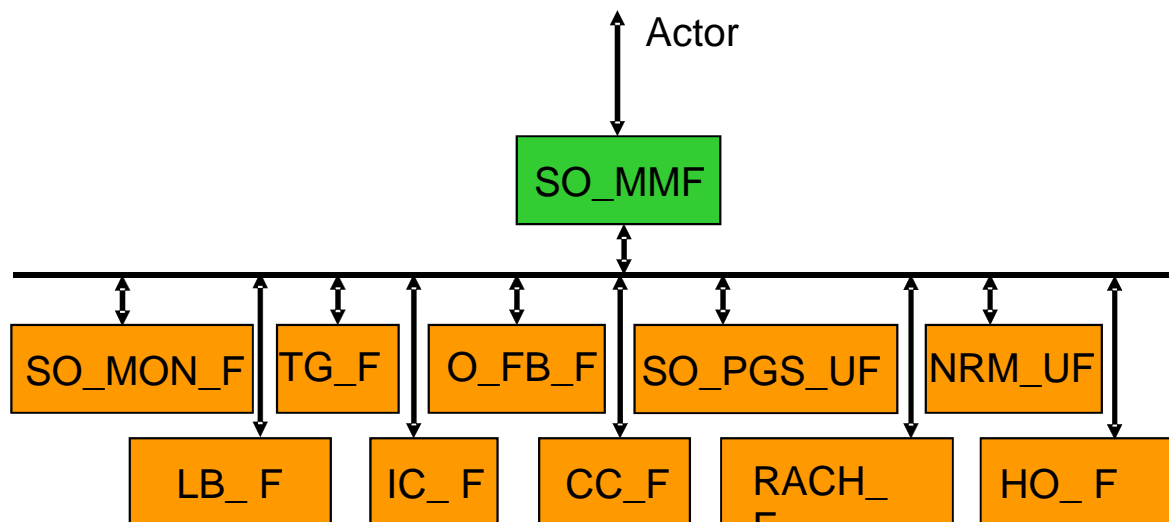 Actor
SO_MMF
SO_MON_F
TG_F
O_FB_F
SO_PGS_UF
NRM_UF
LB_ F
IC_ F
CC_F
RACH_
F
HO_ F